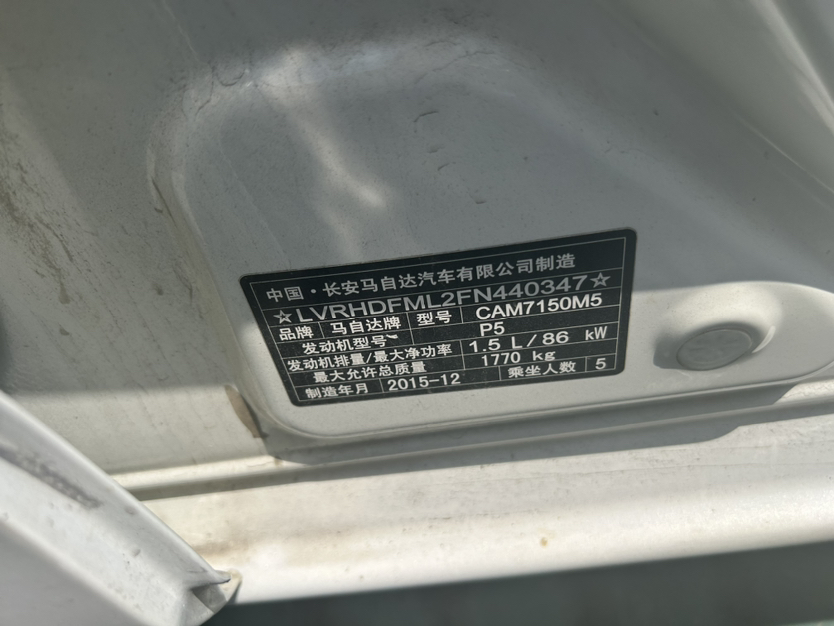 中国·长安马自达汽车有限公司制造
☆LVRHDFML2FN440347☆
品牌 马自达牌 型号 CAM7150M5
发动机型号 P5
发动机排量/最大净功率 1.5 L/86 kW
最大允许总质量 1770 kg
制造年月 2015-12 乘坐人数 5